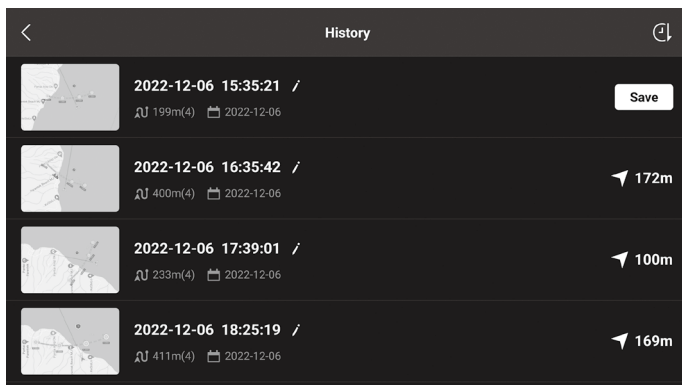 History
2022-12-06 15:35:21
199m(4) 2022-12-06
Save
2022-12-06 16:35:42
400m(4) 2022-12-06
172m
2022-12-06 17:39:01
233m(4) 2022-12-06
100m
2022-12-06 18:25:19
411m(4) 2022-12-06
169m